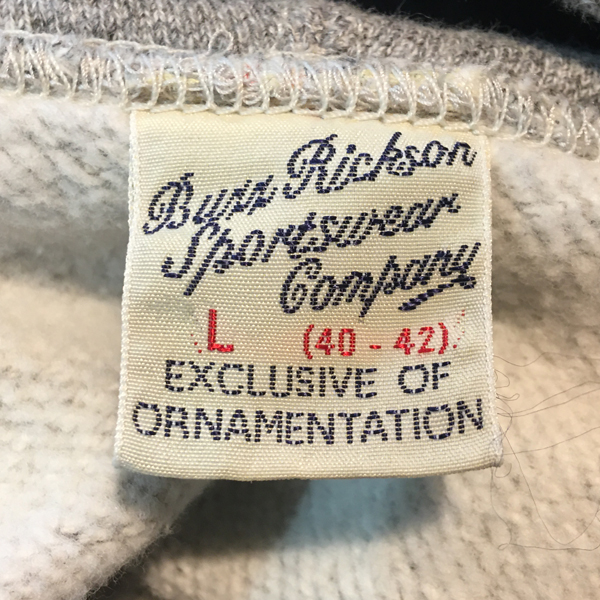 Buzz Rickson
Sportswear
Company
L (40 - 42)
EXCLUSIVE OF
ORNAMENTATION